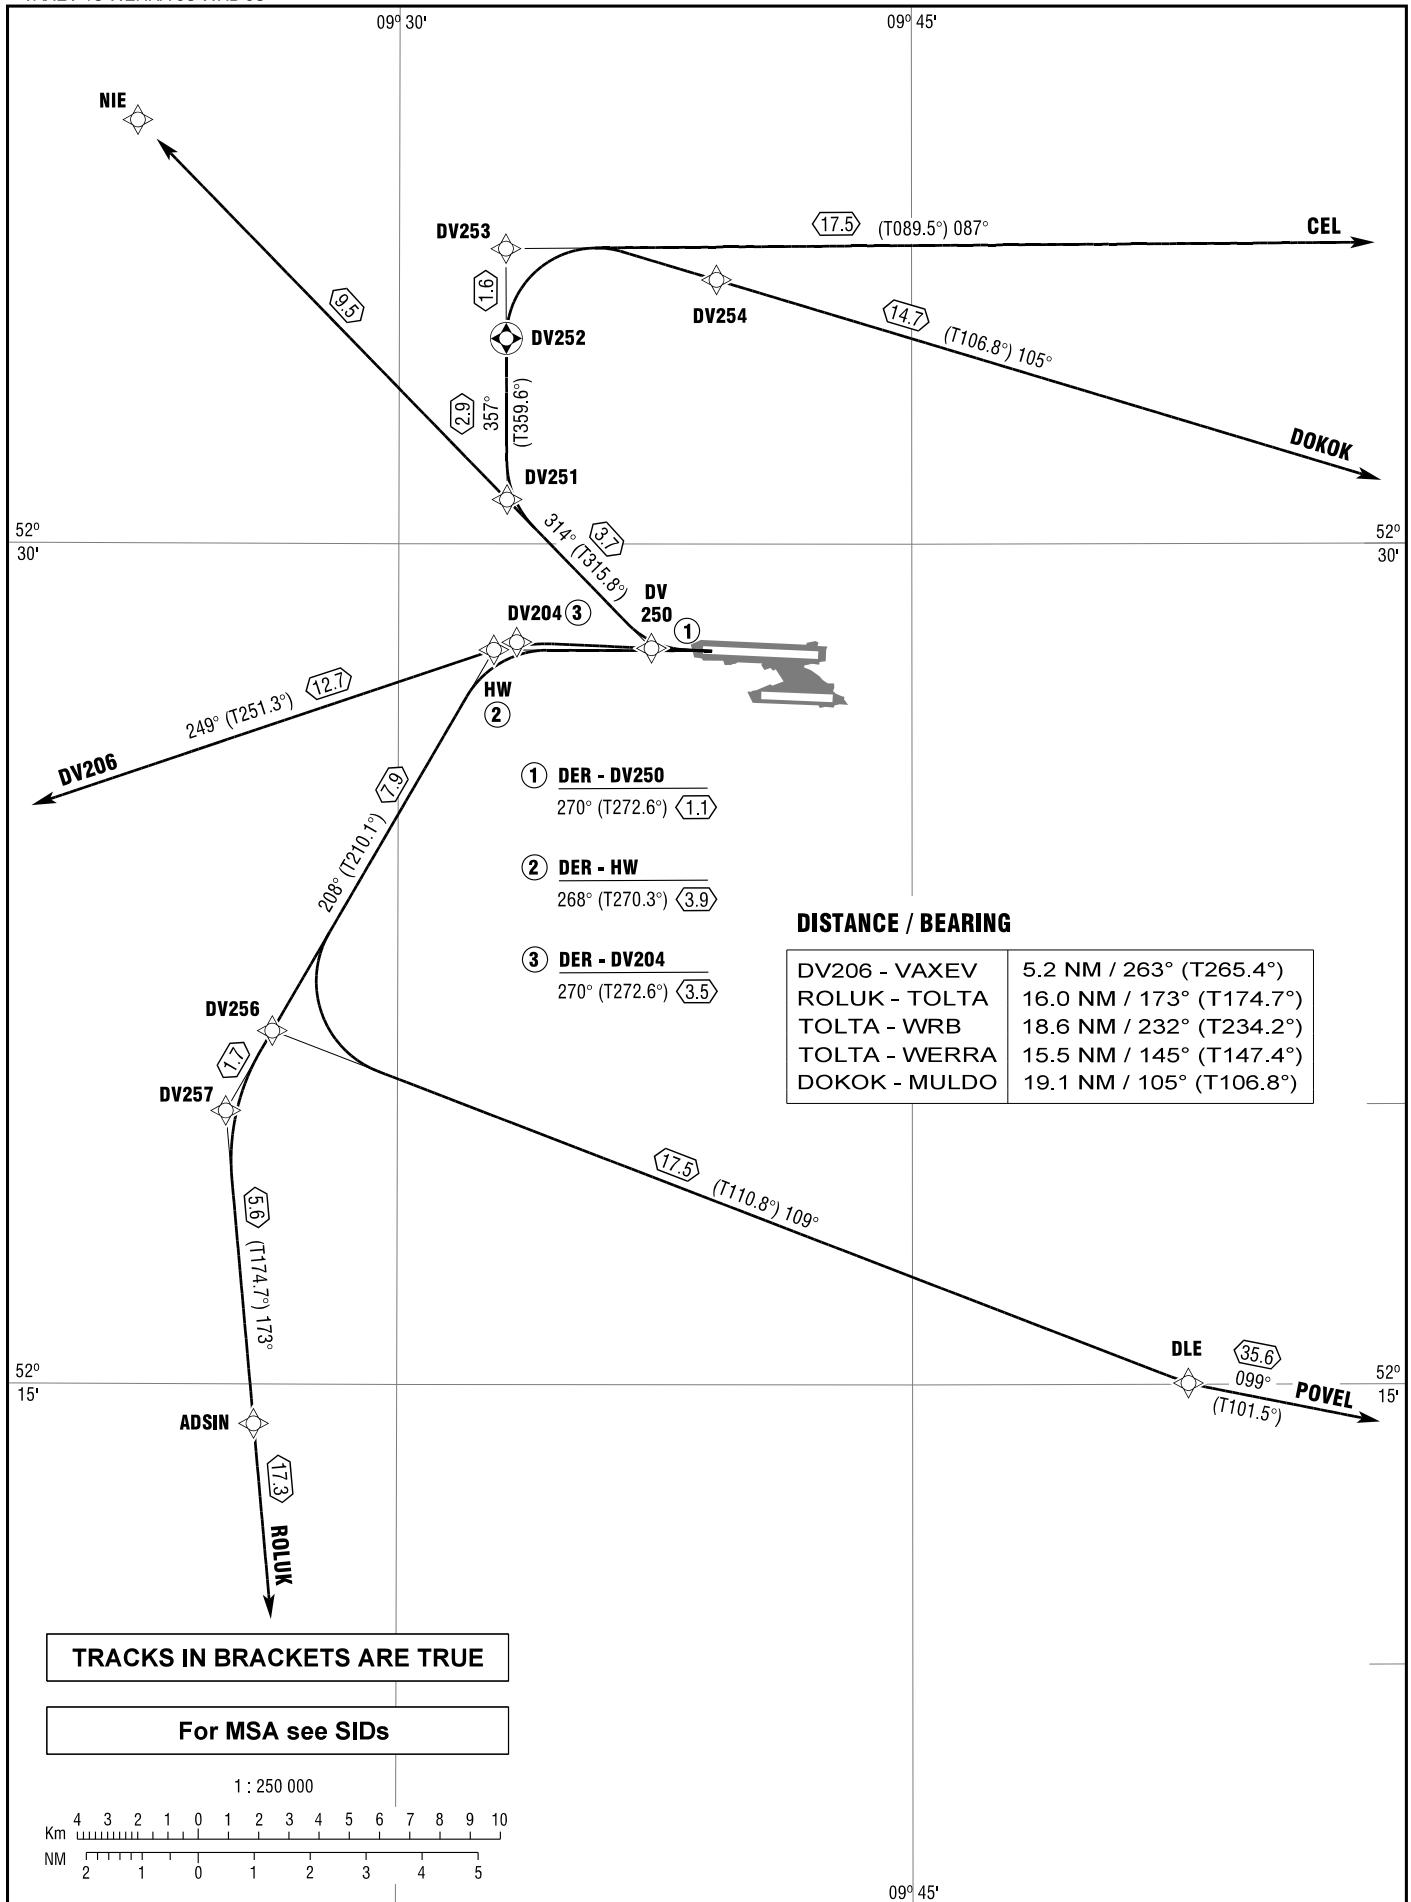 09° 30'
09° 45'
NIE
DV253
17.5
(T089.5°) 087°
CEL
1.6
9.5
DV254
14.7
(T106.8°) 105°
DV252
2.9
357°
(T359.6°)
DOKOK
DV251
314° (T315.8°)
3.7
52°
30'
52°
30'
DV
250
DV204 3
1
HW
2
249° (T251.3°)
12.7
DV206
7.9
208° (T210.1°)
1 DER - DV250
270° (T272.6°) 1.1
2 DER - HW
268° (T270.3°) 3.9
3 DER - DV204
270° (T272.6°) 3.5
DISTANCE / BEARING
DV206 - VAXEV 5.2 NM / 263° (T265.4°)
ROLUK - TOLTA 16.0 NM / 173° (T174.7°)
TOLTA - WRB 18.6 NM / 232° (T234.2°)
TOLTA - WERRA 15.5 NM / 145° (T147.4°)
DOKOK - MULDO 19.1 NM / 105° (T106.8°)
DV256
1.7
DV257
17.5
(T110.8°) 109°
5.6
(T174.7°) 173°
DLE
35.6
099°
(T101.5°)
POVEL
52°
15'
52°
15'
ADSIN
17.3
ROLUK
TRACKS IN BRACKETS ARE TRUE
For MSA see SIDs
1 : 250 000
Km 4 3 2 1 0 1 2 3 4 5 6 7 8 9 10
NM 2 1 0 1 2 3 4 5
09° 45'